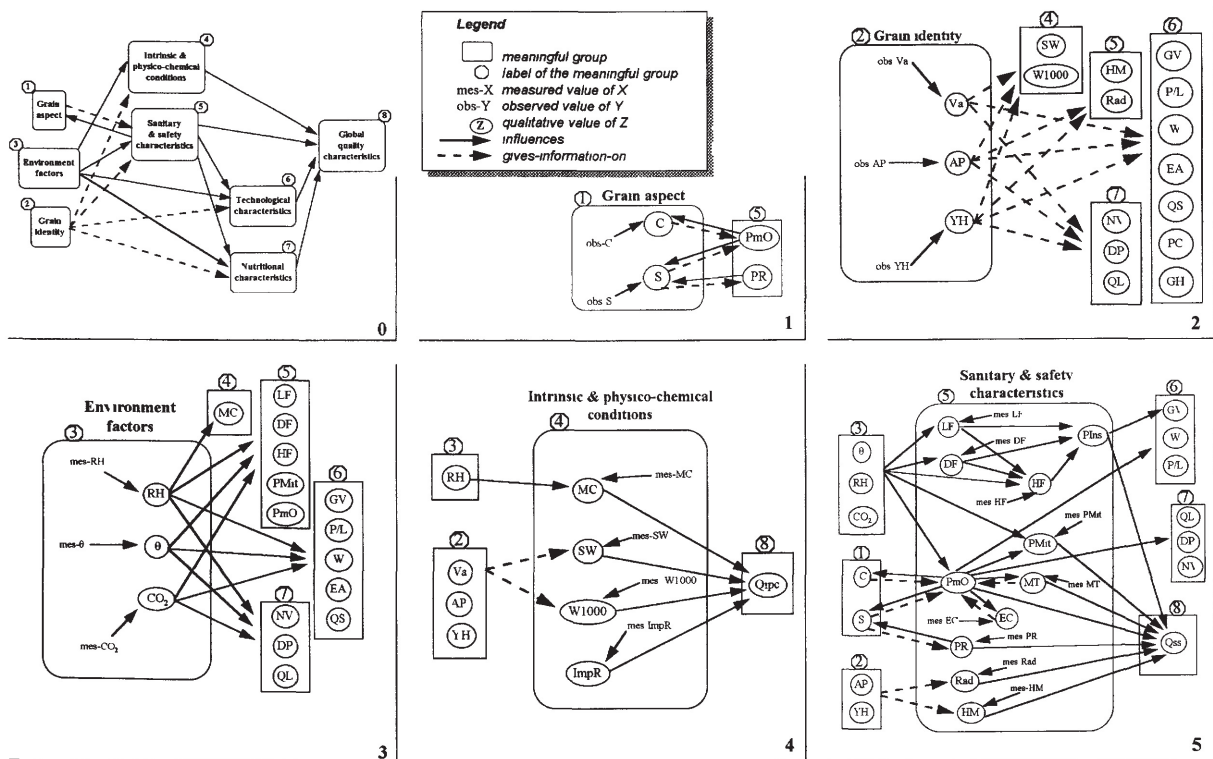 4
Intrinsic &
physico-chemical
conditions
1
Grain
aspect
5
Sanitary
& safety
characteristics
8
Global
quality
characteristics
3
Environment
factors
6
Technological
characteristics
2
Grain
identity
7
Nutritional
characteristics
0
Legend
meaningful group
label of the meaningful group
mes-X measured value of X
obs-Y observed value of Y
Z qualitative value of Z
influences
gives-information-on
Grain aspect
1
5
C
PmO
obs-C
S
PR
obs S
1
2 Grain identity
4
SW
W1000
5
HM
Rad
6
GV
P/L
W
EA
QS
PC
GH
obs Va
Va
obs AP
AP
YH
obs YH
7
NV
DP
QL
2
Environment
factors
3
mes-RH
RH
mes-θ
θ
CO2
mes-CO2
4
MC
5
LF
DF
HF
PMit
PmO
6
GV
P/L
W
EA
QS
7
NV
DP
QL
3
Intrinsic & physico-chemical
conditions
4
3
RH
MC
mes-MC
2
Va
AP
YH
SW
mes-SW
W1000
mes W1000
ImpR
mes ImpR
8
Qipc
4
Sanitary & safety
characteristics
5
3
θ
RH
CO2
LF
mes LF
DF
mes DF
PIns
HF
mes HF
6
GV
W
P/L
PMit
mes PMit
7
QL
DP
NV
1
C
S
PmO
MT
mes MT
EC
mes EC
PR
mes PR
8
Qss
2
AP
YH
Rad
mes Rad
HM
mes-HM
5